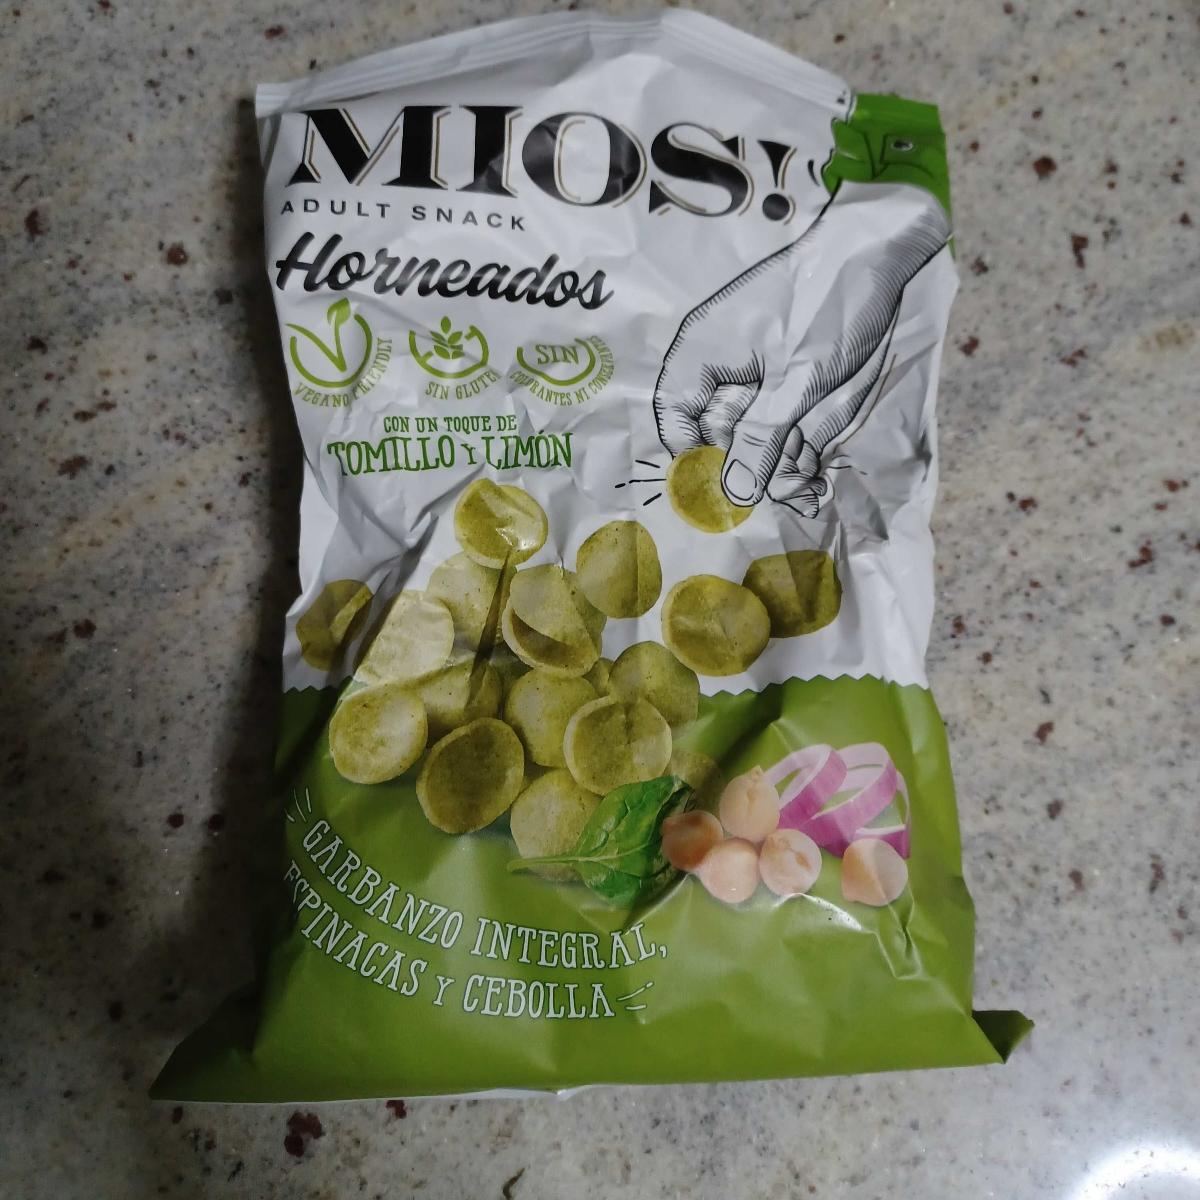 MIOS!
ADULT SNACK
Horneados
VEGANO FRIENDLY
SIN GLUTEN
SIN
COLORANTES NI CONSERVANTES
CON UN TOQUE DE
TOMILLO Y LIMÓN
GARBANZO INTEGRAL,
ESPINACAS Y CEBOLLA